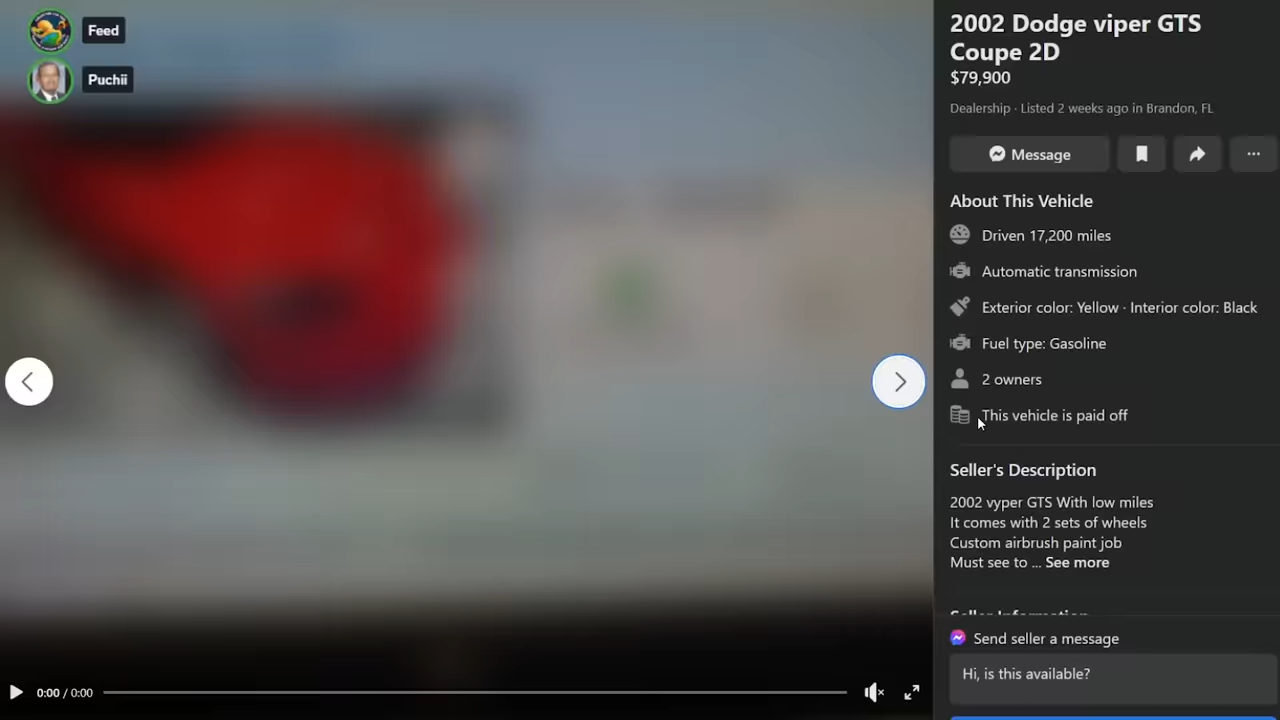 Feed
Puchii
0:00 / 0:00
2002 Dodge viper GTS
Coupe 2D
$79,900
Dealership · Listed 2 weeks ago in Brandon, FL
Message
About This Vehicle
Driven 17,200 miles
Automatic transmission
Exterior color: Yellow · Interior color: Black
Fuel type: Gasoline
2 owners
This vehicle is paid off
Seller's Description
2002 vyper GTS With low miles
It comes with 2 sets of wheels
Custom airbrush paint job
Must see to ... See more
Seller Information
Send seller a message
Hi, is this available?